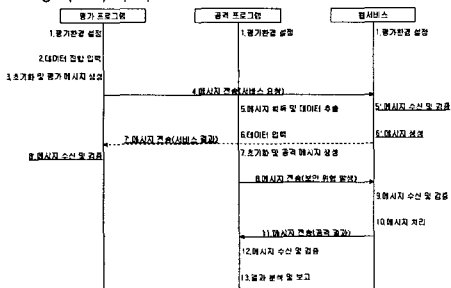 평가 프로그램
공격 프로그램
웹서비스
1.평가환경 설정
1.평가환경 설정
1.평가환경 설정
2.데이터 집합 입력
3.초기화 및 평가 메시지 생성
4.메시지 전송(서비스 요청)
5.메시지 획득 및 데이터 추출
5'.메시지 수신 및 검증
6.데이터 입력
6'.메시지 생성
7'.메시지 전송(서비스 결과)
7.초기화 및 공격 메시지 생성
8'.메시지 수신 및 검증
8.메시지 전송(보안 위협 발생)
9.메시지 수신 및 검증
10.메시지 처리
11.메시지 전송(공격 결과)
12.메시지 수신 및 검증
13.결과 분석 및 보고